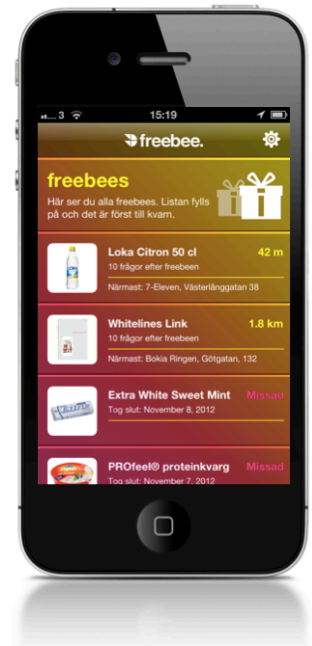 3
15:19
freebee.
freebees
Här ser du alla freebees. Listan fylls
på och det är först till kvarn.
Loka Citron 50 cl 42 m
10 frågor efter freebeen
Närmast: 7-Eleven, Västerlånggatan 38
Whitelines Link 1.8 km
10 frågor efter freebeen
Närmast: Bokia Ringen, Götgatan, 132
Extra White Sweet Mint Missad
Tog slut: November 8, 2012
PROfeel® proteinkvarg Missad
Tog slut: November 7, 2012